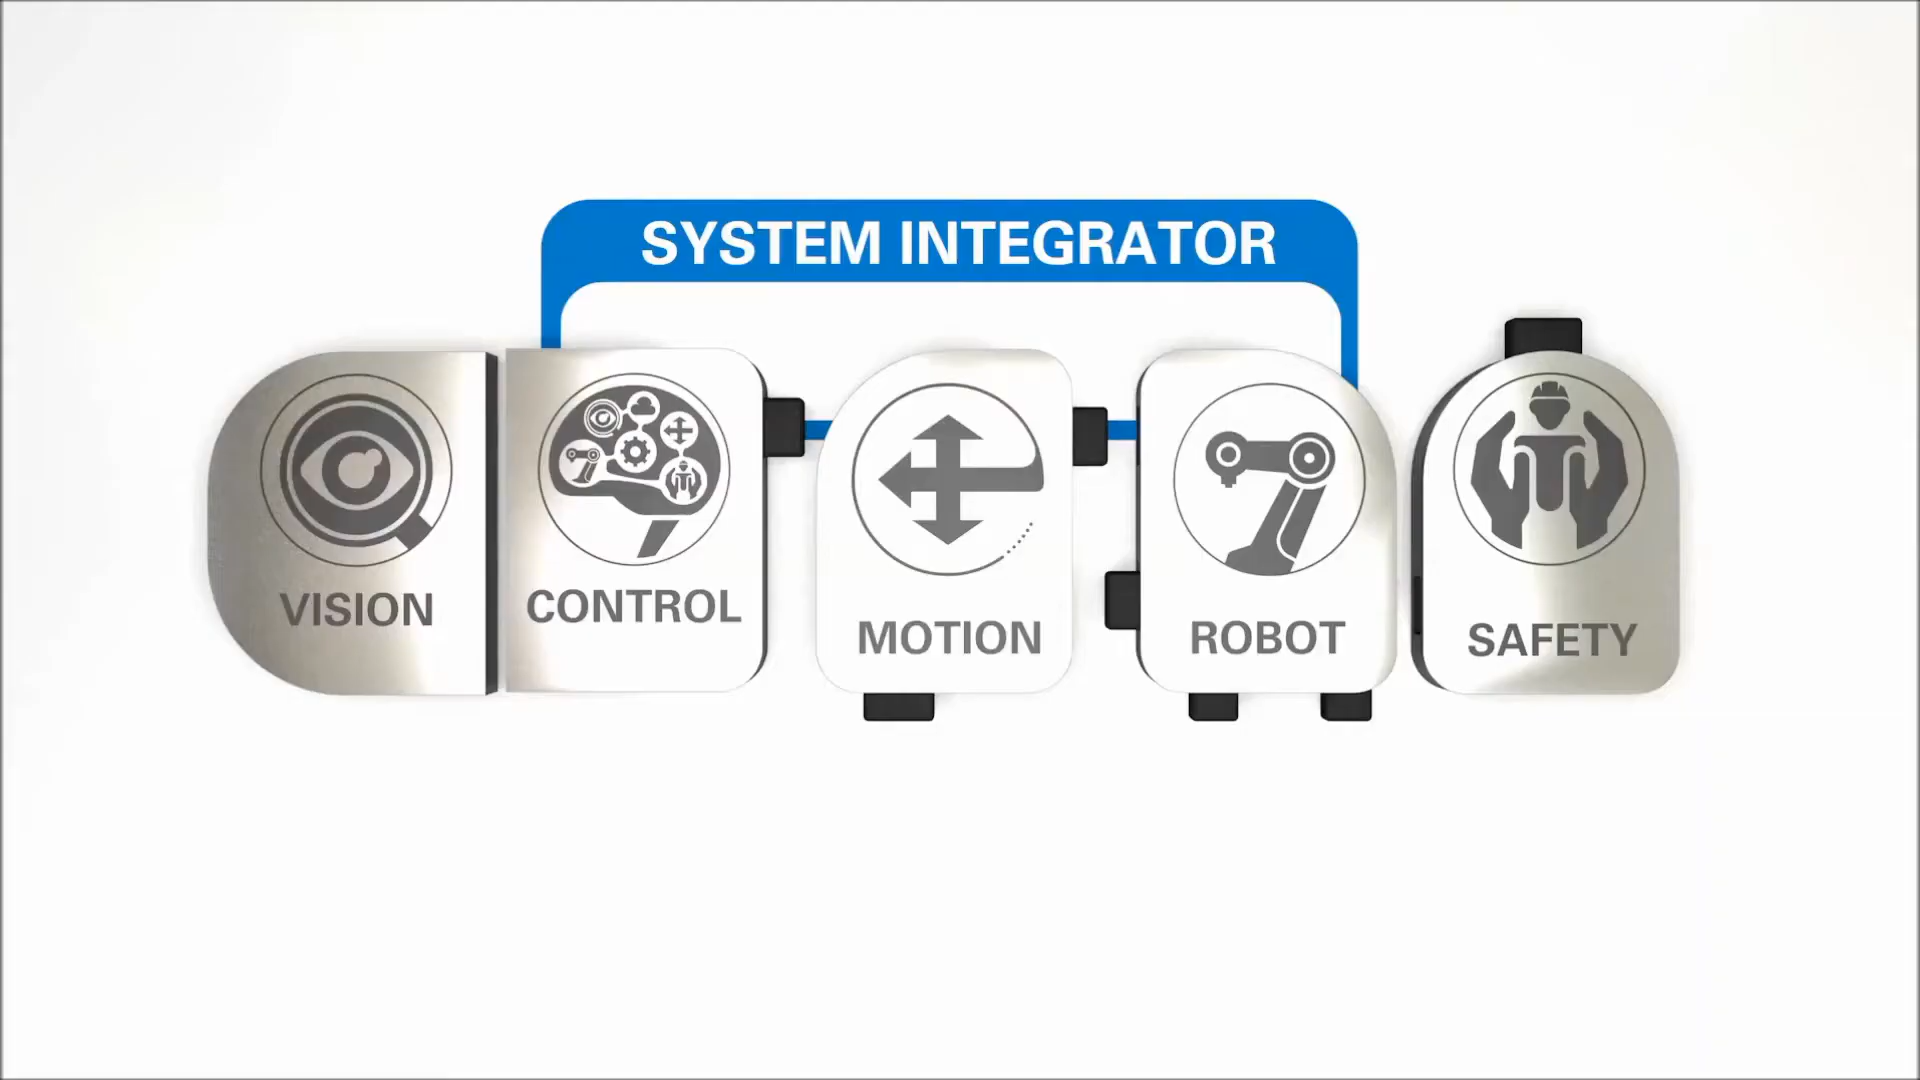 SYSTEM INTEGRATOR
VISION
CONTROL
MOTION
ROBOT
SAFETY